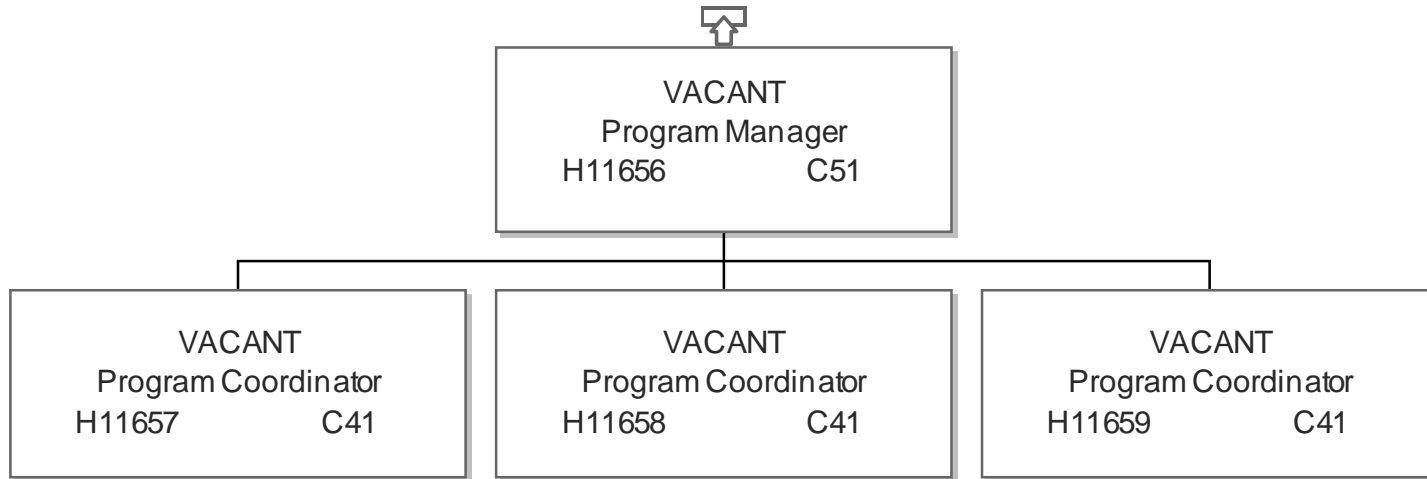 VACANT
Program Manager
H11656 C51
VACANT
Program Coordinator
H11657 C41
VACANT
Program Coordinator
H11658 C41
VACANT
Program Coordinator
H11659 C41